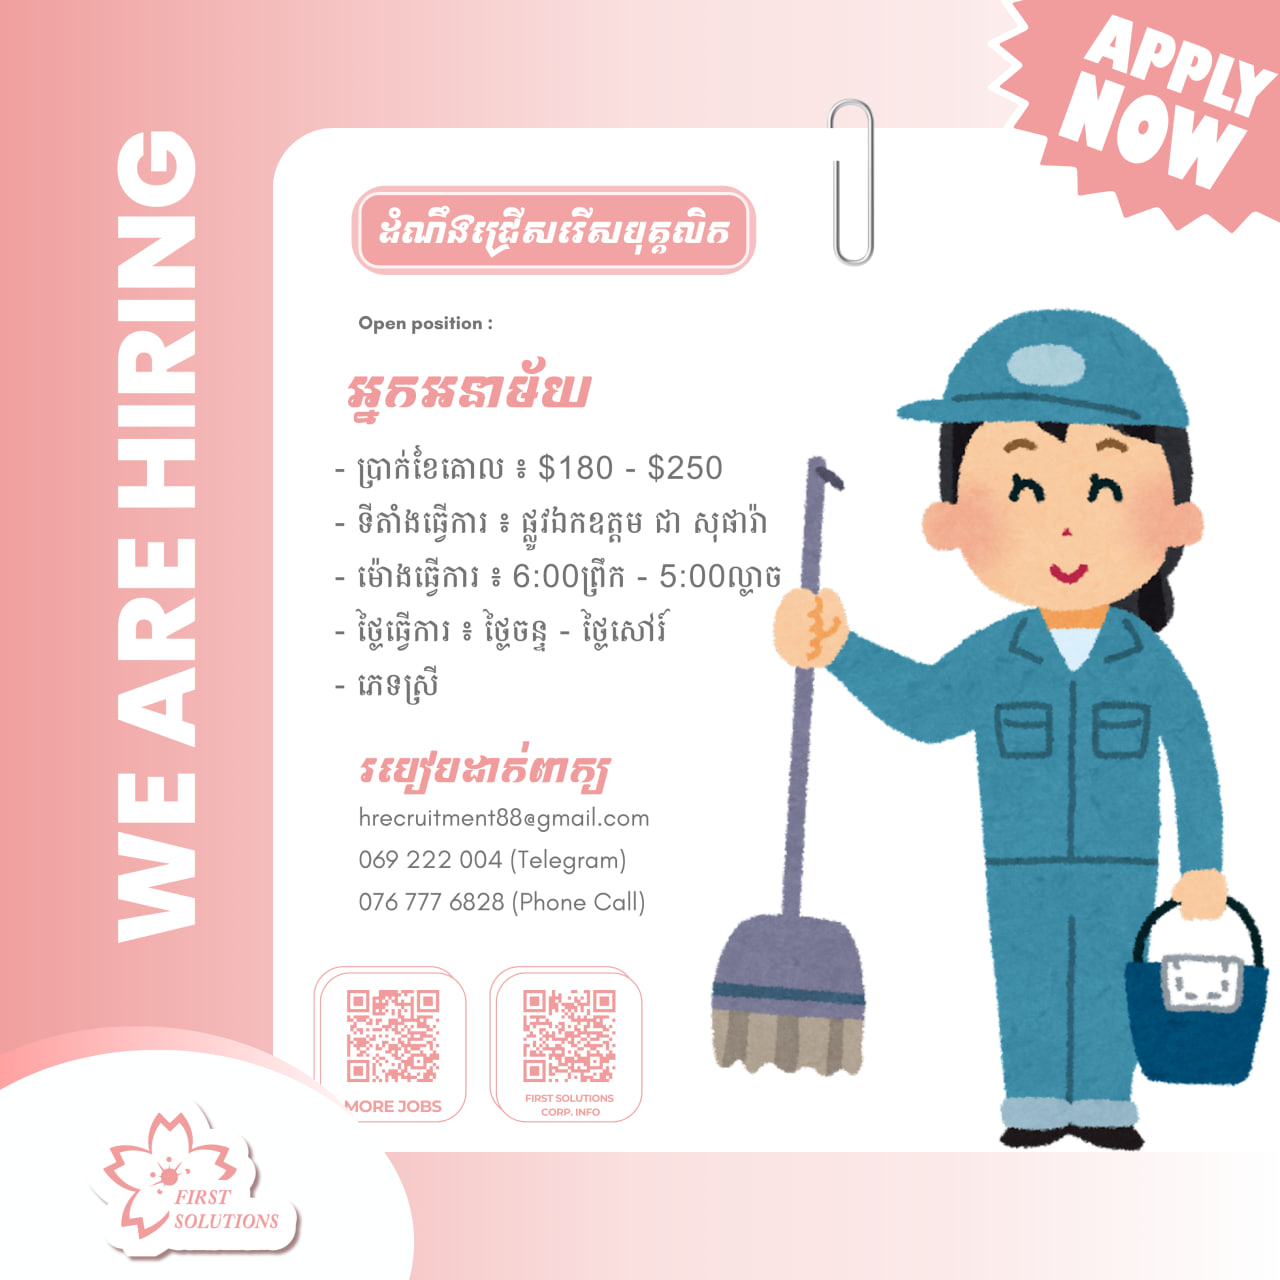 APPLY
NOW
WE ARE HIRING
ដំណឹងជ្រើសរើសបុគ្គលិក
Open position :
អ្នកអនាម័យ
- ប្រាក់ខែគោល ៖ $180 - $250
- ទីតាំងធ្វើការ ៖ ផ្លូវឯកឧត្តម ជា សុផារ៉ា
- ម៉ោងធ្វើការ ៖ 6:00ព្រឹក - 5:00ល្ងាច
- ថ្ងៃធ្វើការ ៖ ថ្ងៃចន្ទ - ថ្ងៃសៅរ៍
- ភេទស្រី
របៀបដាក់ពាក្យ
hrecruitment88@gmail.com
069 222 004 (Telegram)
076 777 6828 (Phone Call)
MORE JOBS
FIRST SOLUTIONS
CORP. INFO
FIRST
SOLUTIONS